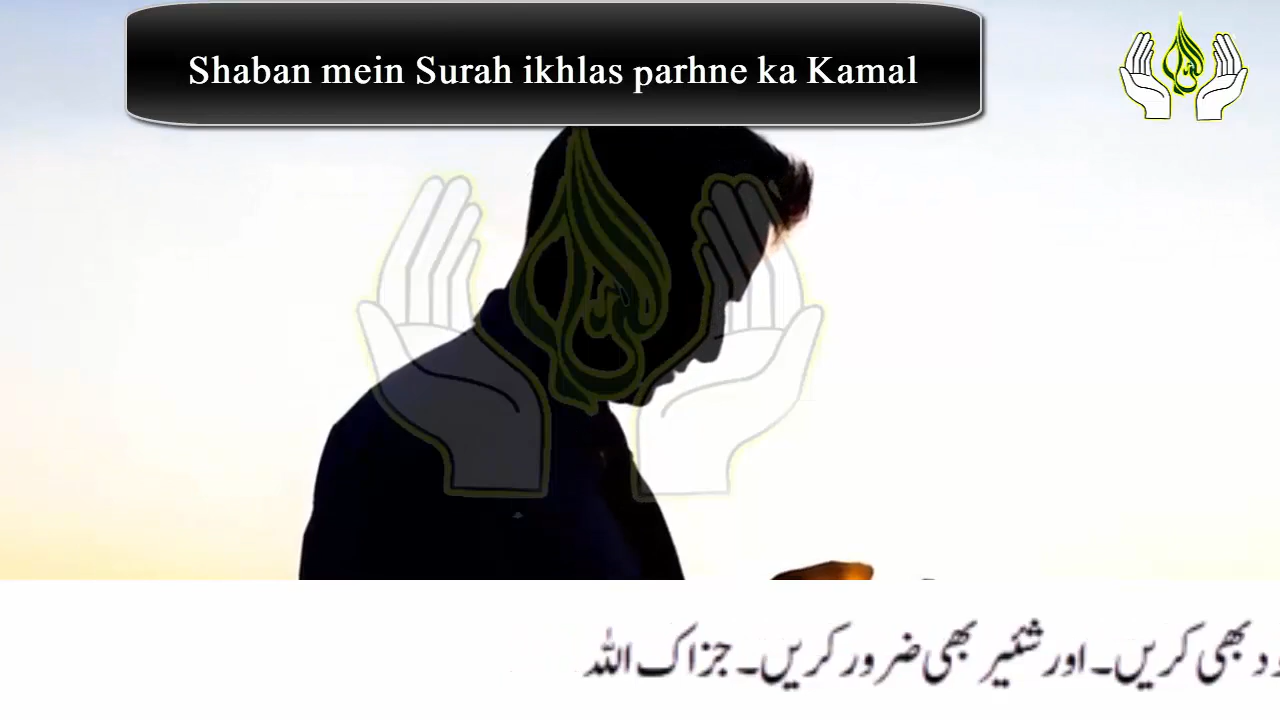 Shaban mein Surah ikhlas parhne ka Kamal
بھی کریں۔ اور شئیر بھی ضرور کریں۔ جزاک اللہ